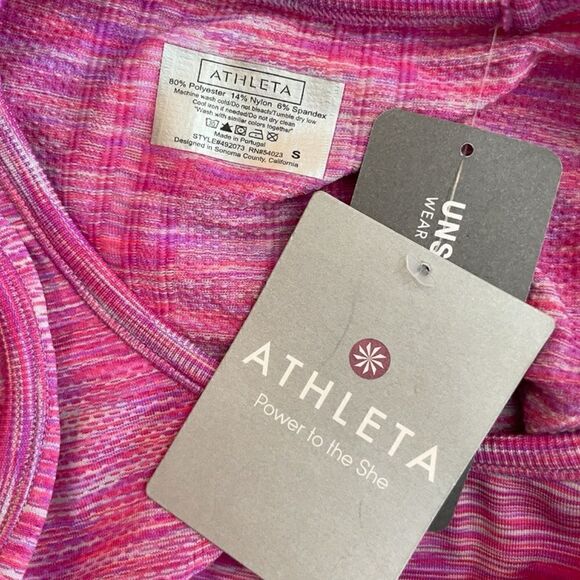 ATHLETA
80% Polyester 14% Nylon 6% Spandex
Machine wash cold/Do not bleach/Tumble dry low
Cool iron if needed/Do not dry clean
"Wash with similar colors together"
Made in Portugal
STYLE#492073 RN#54023 S
Designed in Sonoma County, California
UNS
WEAR
ATHLETA
Power to the She